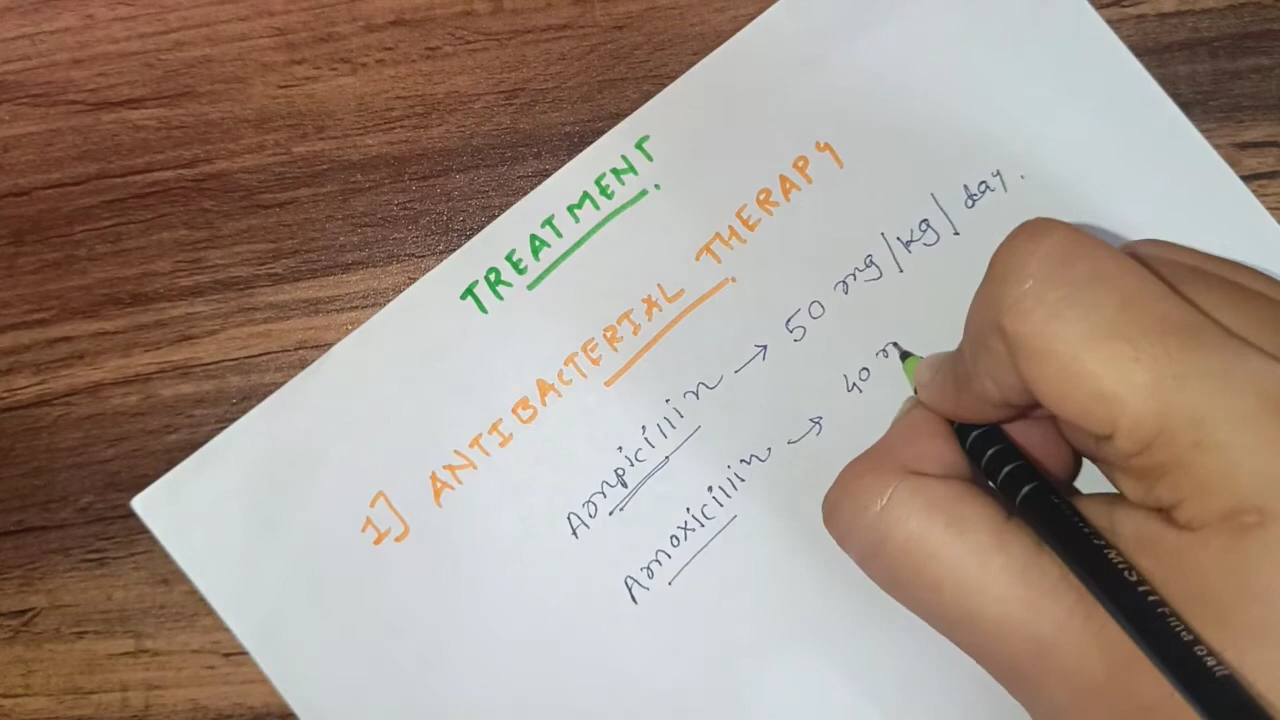 TREATMENT
1] ANTIBACTERIAL THERAPY
Ampicillin → 50 mg/kg/day.
Amoxicillin → 40 m